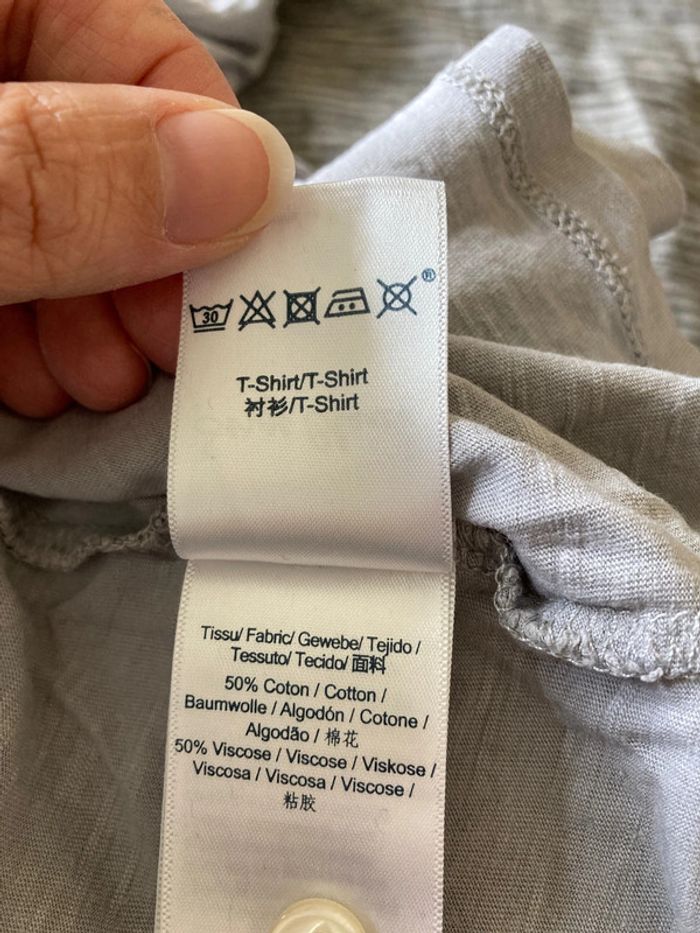 30
®
T-Shirt/T-Shirt
衬衫/T-Shirt
Tissu/ Fabric/ Gewebe/ Tejido /
Tessuto/ Tecido/ 面料
50% Coton / Cotton /
Baumwolle / Algodón / Cotone /
Algodão / 棉花
50% Viscose / Viscose / Viskose /
Viscosa / Viscosa / Viscose /
粘胶